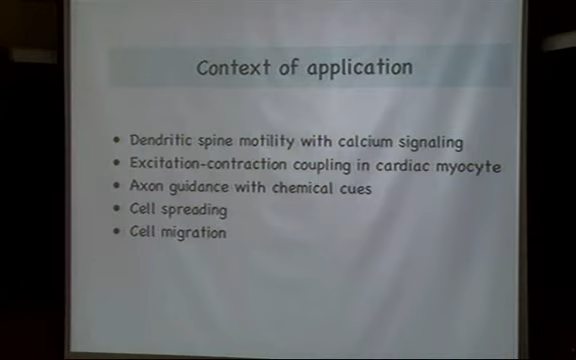 Context of application
• Dendritic spine motility with calcium signaling
• Excitation-contraction coupling in cardiac myocyte
• Axon guidance with chemical cues
• Cell spreading
• Cell migration